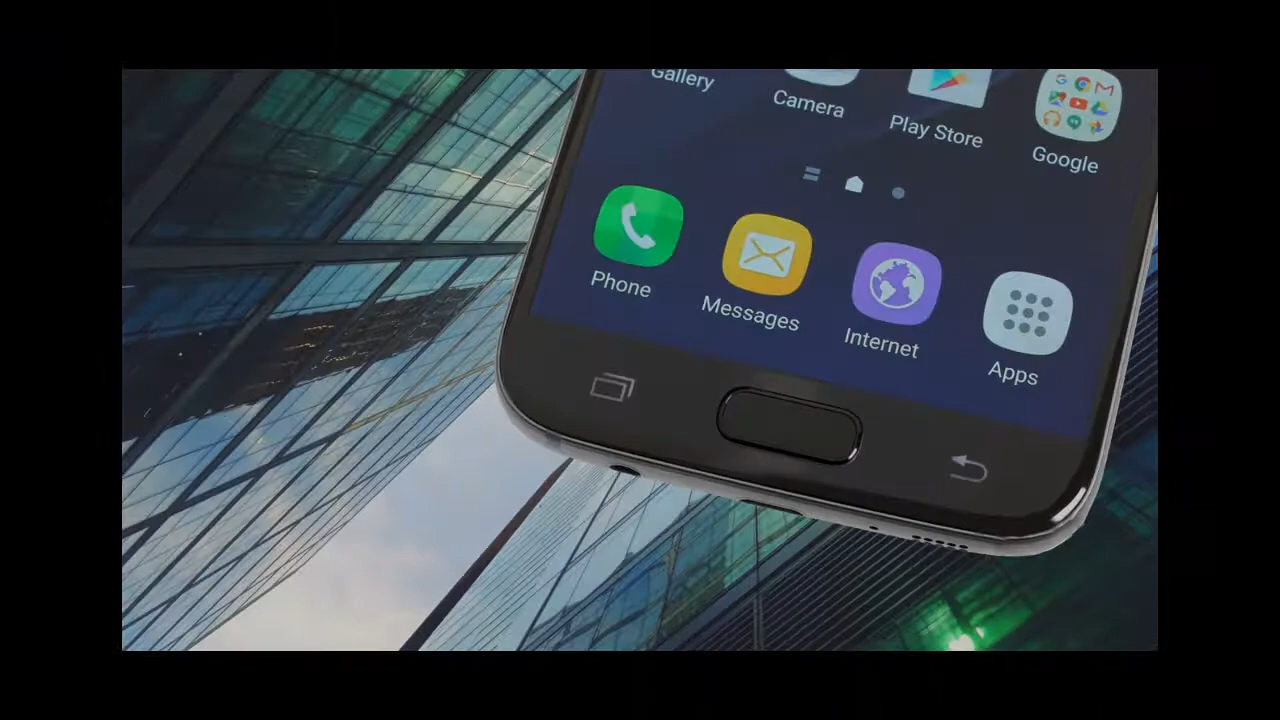 Gallery
Camera
Play Store
Google
Phone
Messages
Internet
Apps